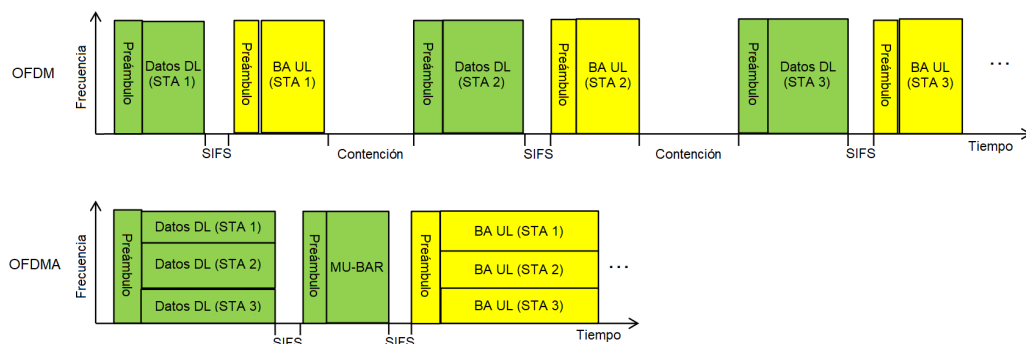 OFDM
Frecuencia
Preámbulo
Datos DL
(STA 1)
Preámbulo
BA UL
(STA 1)
Preámbulo
Datos DL
(STA 2)
Preámbulo
BA UL
(STA 2)
Preámbulo
Datos DL
(STA 3)
Preámbulo
BA UL
(STA 3)
...
SIFS
Contención
SIFS
Contención
SIFS
Tiempo
OFDMA
Frecuencia
Preámbulo
Datos DL (STA 1)
Datos DL (STA 2)
Datos DL (STA 3)
Preámbulo
MU-BAR
Preámbulo
BA UL (STA 1)
BA UL (STA 2)
BA UL (STA 3)
...
SIFS
SIFS
Tiempo